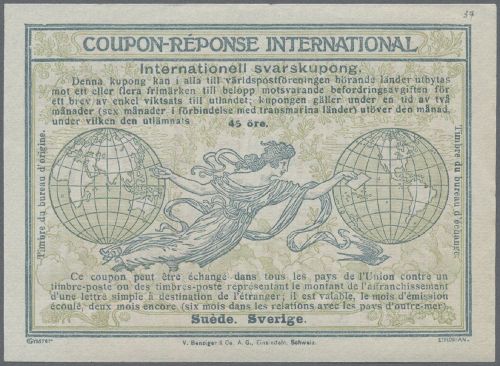 37
COUPON-RÉPONSE INTERNATIONAL
Internationell svarskupong.
Denna kupong kan i alla till världspostföreningen hörande länder utbytas
mot ett eller flera frimärken till belopp motsvarande befordringsavgiften för
ett brev av enkel viktsats till utlandet; kupongen gäller under en tid av två
månader (sex månader i förbindelse med transmarina länder) utöver den månad,
under vilken den utlämnats
45 öre.
Timbre du bureau d'origine.
Timbre du bureau d'échange.
Ce coupon peut être échangé dans tous les pays de l'Union contre un
timbre-poste ou des timbres-poste représentant le montant de l'affranchissement
d'une lettre simple à destination de l'étranger; il est valable, le mois d'émission
écoulé, deux mois encore (six mois dans les relations avec les pays d'outre-mer).
Suède. Sverige.
V. Benziger & Co. A. G., Einsiedeln, Schweiz.